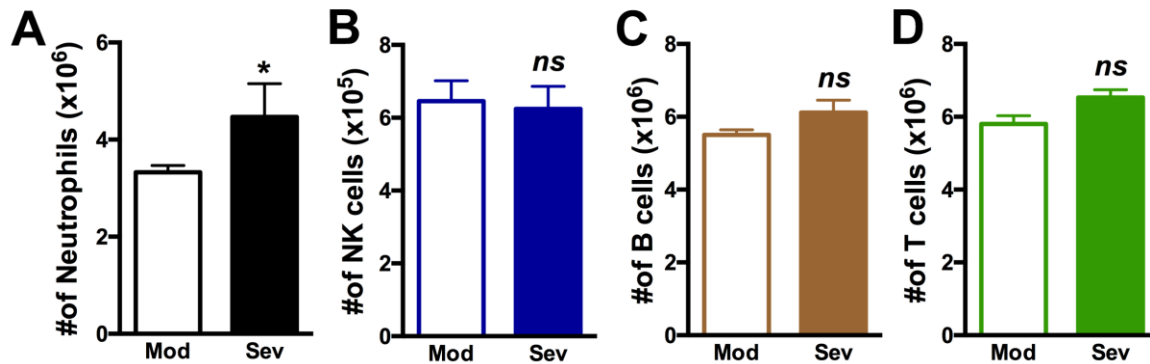 A
#of Neutrophils (x10⁶)
6
4
2
0
*
Mod Sev
B
#of NK cells (x10⁵)
8
6
4
2
0
ns
Mod Sev
C
#of B cells (x10⁶)
8
6
4
2
0
ns
Mod Sev
D
#of T cells (x10⁶)
8
6
4
2
0
ns
Mod Sev